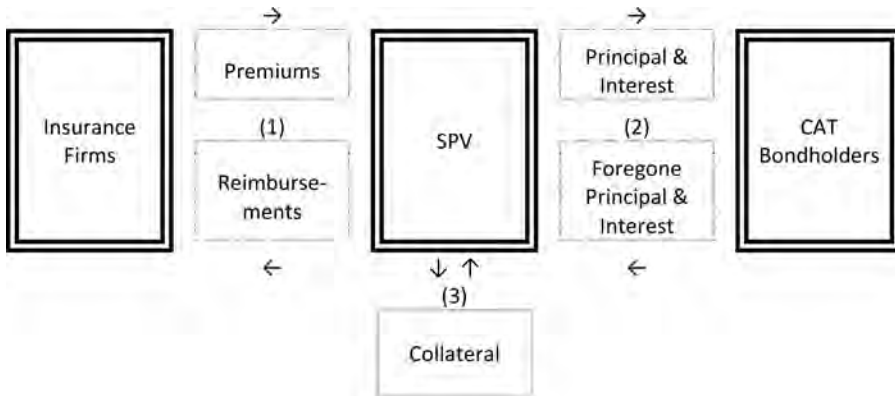 →
→
Premiums
Principal &
Interest
Insurance
Firms
(1)
SPV
(2)
CAT
Bondholders
Reimburse-
ments
Foregone
Principal &
Interest
←
↓ ↑
←
(3)
Collateral